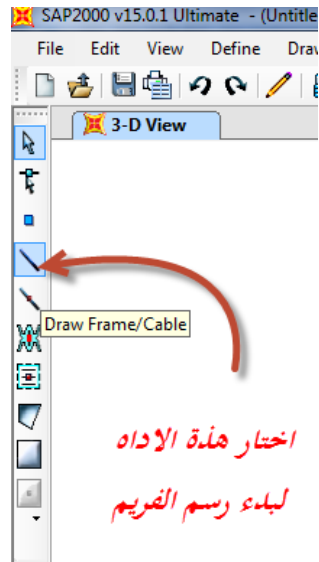 SAP2000 v15.0.1 Ultimate - (Untitle
File Edit View Define Drav
3-D View
Draw Frame/Cable
اختار هذة الاداه
لبدء رسم الفريم